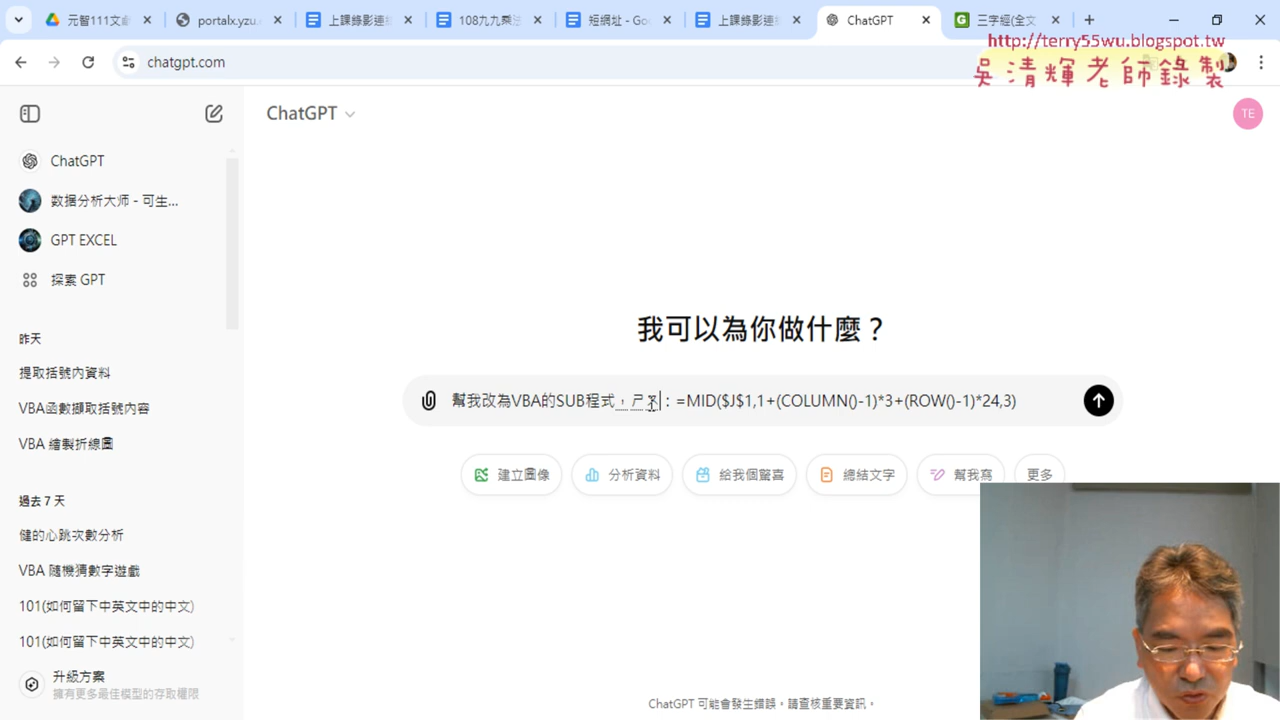 元智111文創
portalx.yzu.
上課錄影連結
108九九乘法
短網址 - Goo
上課錄影連結
ChatGPT
三字經(全文
http://terry55wu.blogspot.tw
吳清輝老師錄製
chatgpt.com
ChatGPT
TE
ChatGPT
数据分析大师 - 可生...
GPT EXCEL
探索 GPT
昨天
提取括號內資料
VBA函數擷取括號內容
VBA 繪製折線圖
過去 7 天
健的心跳次數分析
VBA 隨機猜數字遊戲
101(如何留下中英文中的中文)
101(如何留下中英文中的中文)
升級方案
擁有更多最佳模型的存取權限
我可以為你做什麼？
幫我改為VBA的SUB程式，ㄕ：=MID($J$1,1+(COLUMN()-1)*3+(ROW()-1)*24,3)
建立圖像
分析資料
給我個驚喜
總結文字
幫我寫
更多
ChatGPT 可能會發生錯誤。請查核重要資訊。